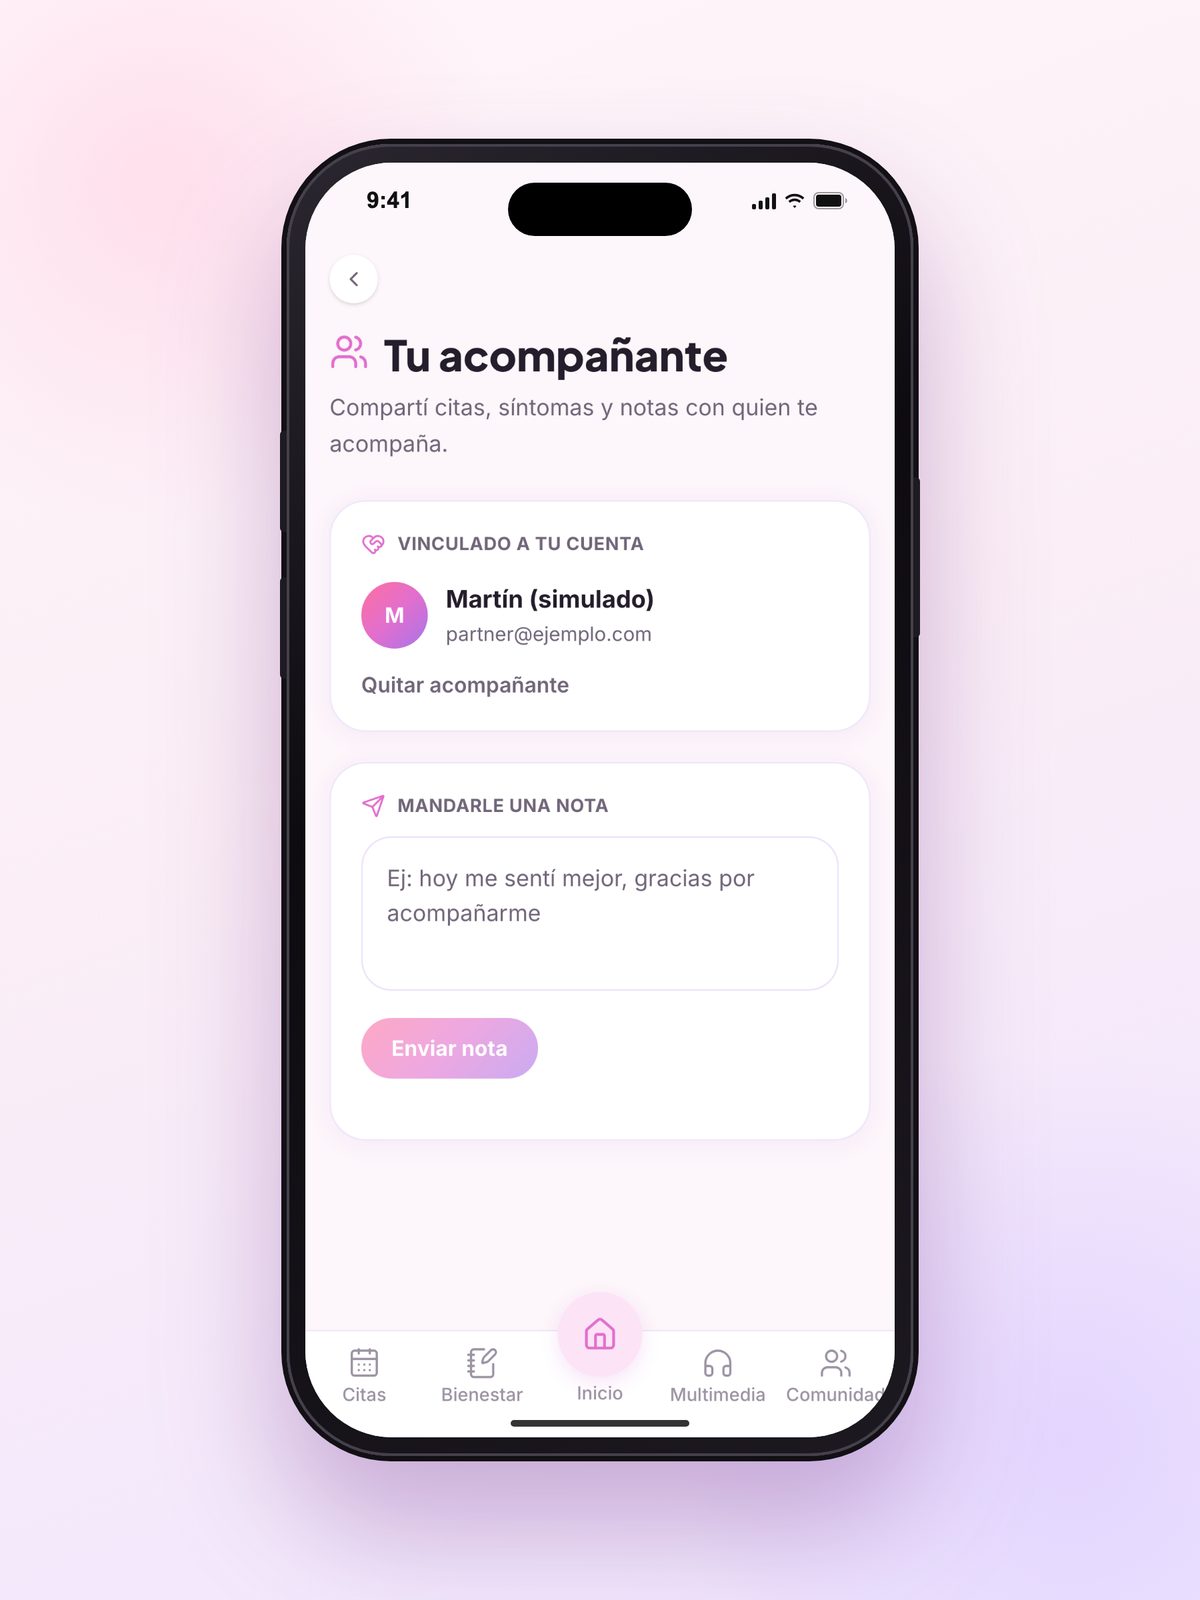 9:41
Tu acompañante
Compartí citas, síntomas y notas con quien te
acompaña.
VINCULADO A TU CUENTA
M
Martín (simulado)
partner@ejemplo.com
Quitar acompañante
MANDARLE UNA NOTA
Ej: hoy me sentí mejor, gracias por
acompañarme
Enviar nota
Citas
Bienestar
Inicio
Multimedia
Comunidad